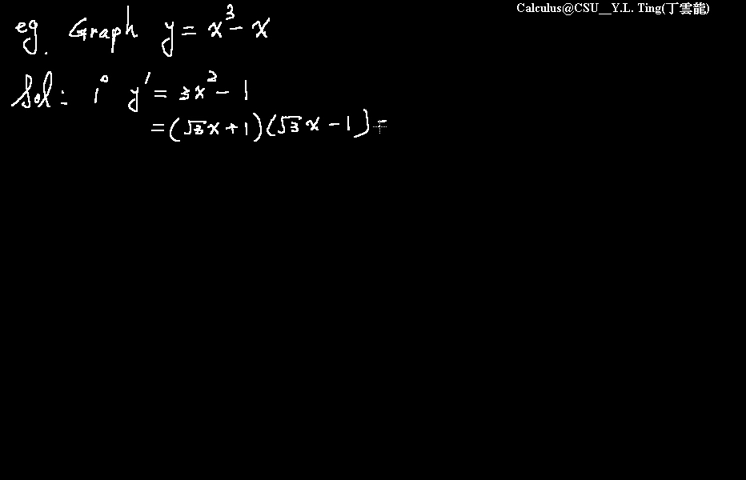 Calculus@CSU__Y.L. Ting(丁雲龍)
eg. Graph y = x³ - x
Sol: 1° y' = 3x² - 1
= (√3x + 1)(√3x - 1) =